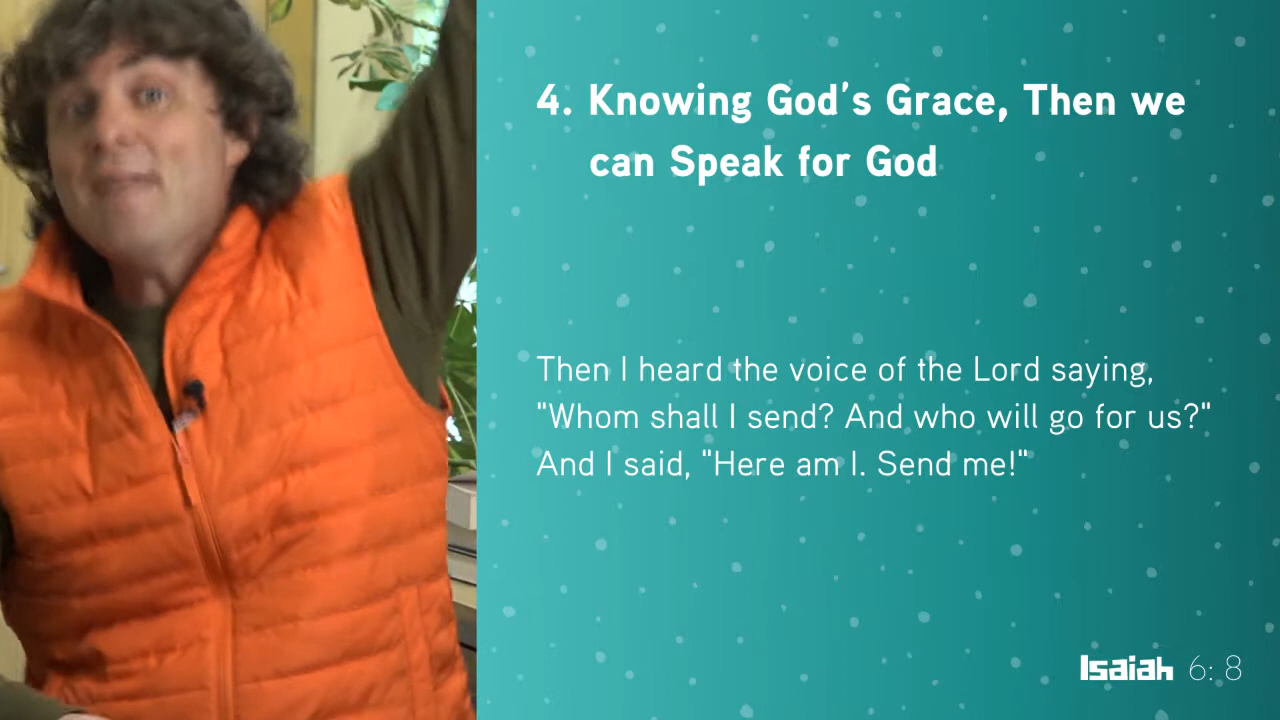 4. Knowing God's Grace, Then we
can Speak for God
Then I heard the voice of the Lord saying,
"Whom shall I send? And who will go for us?"
And I said, "Here am I. Send me!"
Isaiah 6: 8